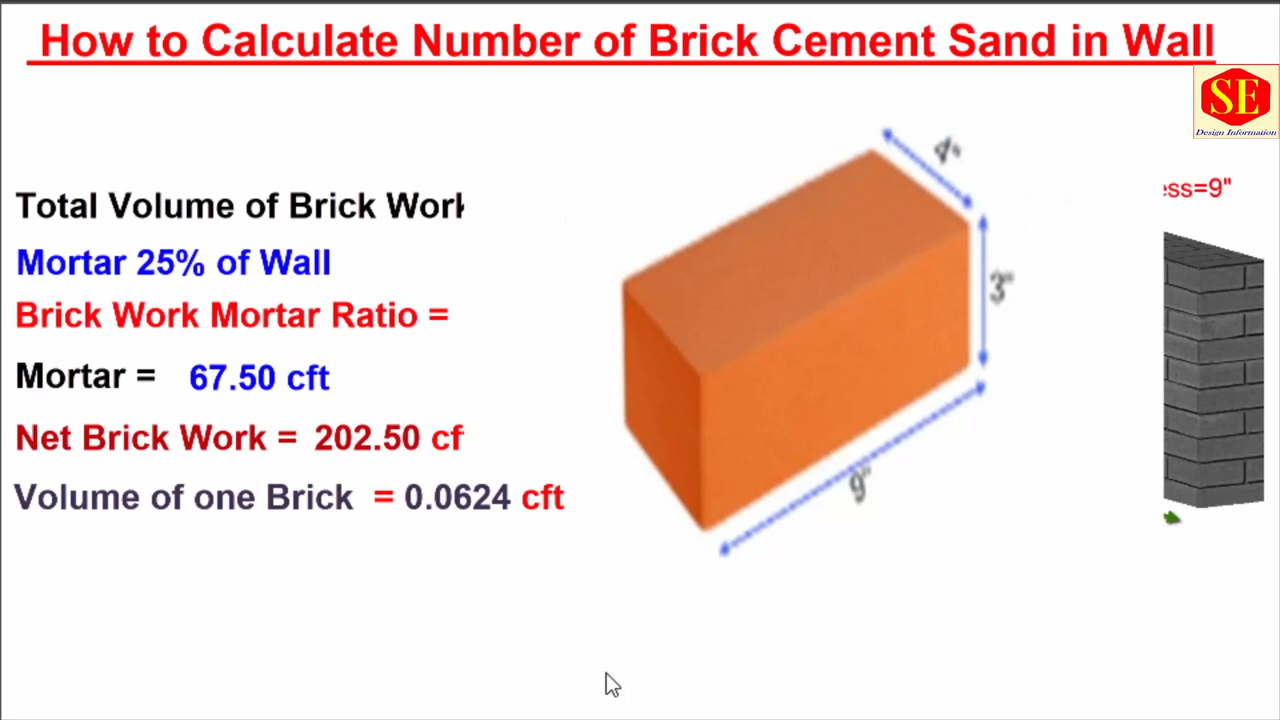 How to Calculate Number of Brick Cement Sand in Wall
SE
Design Information
4"
ess=9"
Total Volume of Brick Work
Mortar 25% of Wall
Brick Work Mortar Ratio =
3"
Mortar = 67.50 cft
Net Brick Work = 202.50 cf
9"
Volume of one Brick = 0.0624 cft